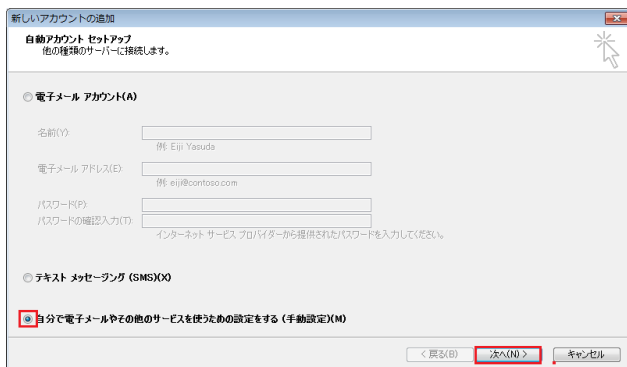 新しいアカウントの追加
自動アカウント セットアップ
他の種類のサーバーに接続します。
電子メール アカウント(A)
名前(Y):
例: Eiji Yasuda
電子メール アドレス(E):
例: eiji@contoso.com
パスワード(P):
パスワードの確認入力(T):
インターネット サービス プロバイダーから提供されたパスワードを入力してください。
テキスト メッセージング (SMS)(X)
自分で電子メールやその他のサービスを使うための設定をする (手動設定)(M)
< 戻る(B)
次へ(N) >
キャンセル